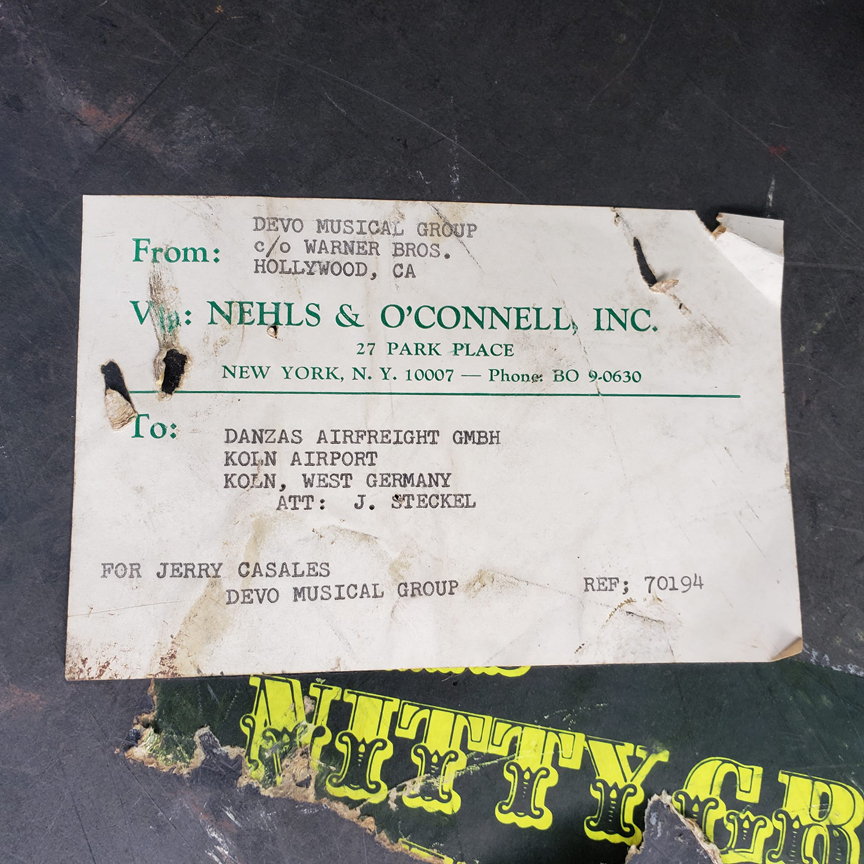 From:
DEVO MUSICAL GROUP
c/o WARNER BROS.
HOLLYWOOD, CA
Via: NEHLS & O'CONNELL, INC.
27 PARK PLACE
NEW YORK, N. Y. 10007 — Phone: BO 9-0630
To:
DANZAS AIRFREIGHT GMBH
KOLN AIRPORT
KOLN, WEST GERMANY
ATT: J. STECKEL
FOR JERRY CASALES
DEVO MUSICAL GROUP REF; 70194
NITTY GR